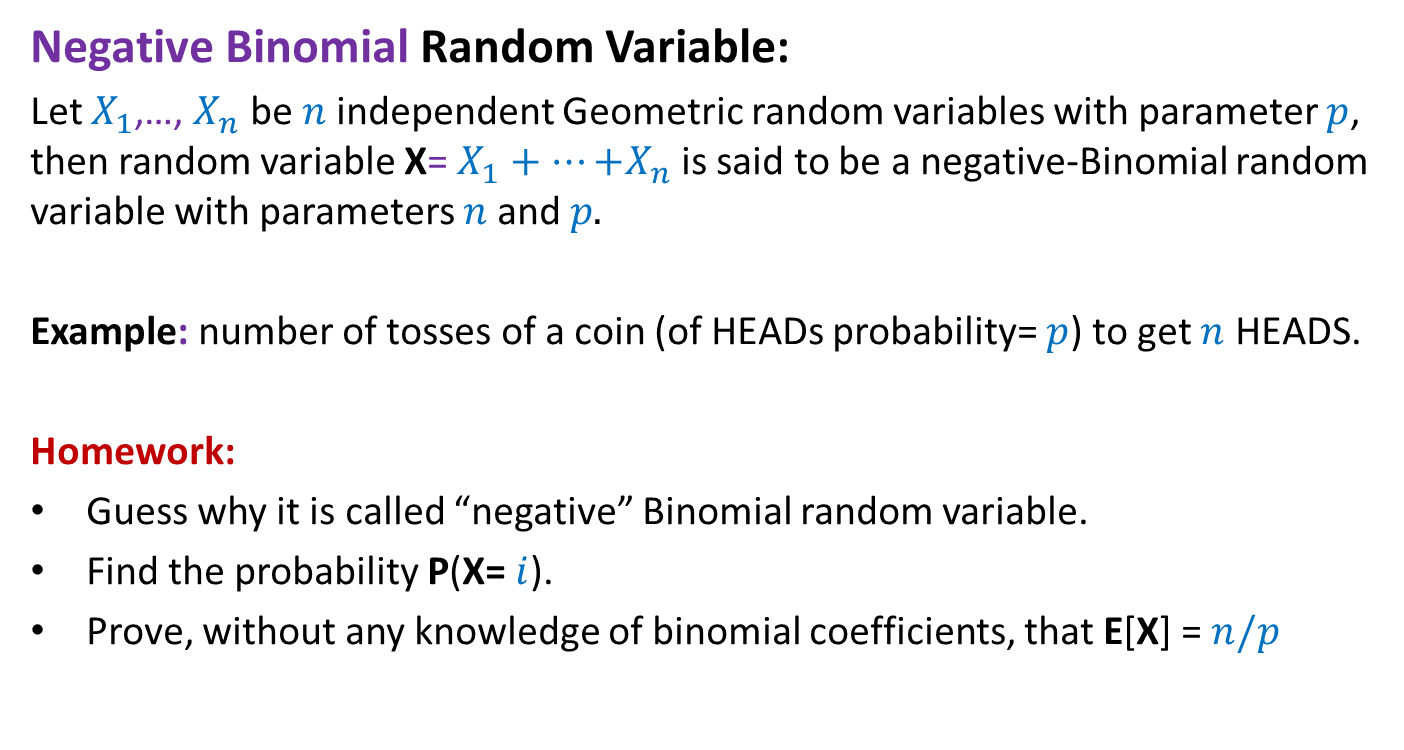 Negative Binomial Random Variable:
Let X₁,..., Xₙ be n independent Geometric random variables with parameter p,
then random variable X= X₁ + ⋯ +Xₙ is said to be a negative-Binomial random
variable with parameters n and p.
Example: number of tosses of a coin (of HEADs probability= p) to get n HEADS.
Homework:
• Guess why it is called “negative” Binomial random variable.
• Find the probability P(X= i).
• Prove, without any knowledge of binomial coefficients, that E[X] = n/p